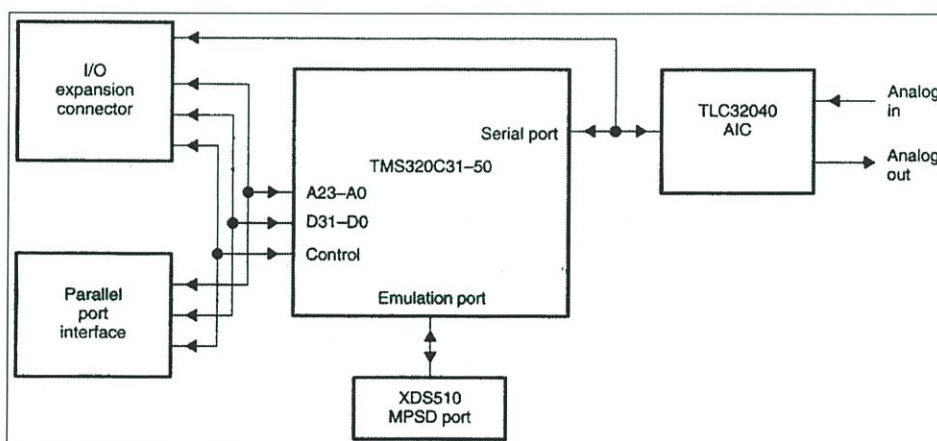 I/O
expansion
connector
TLC32040
AIC
Analog
in
Analog
out
Serial port
TMS320C31–50
A23–A0
D31–D0
Control
Emulation port
Parallel
port
interface
XDS510
MPSD port